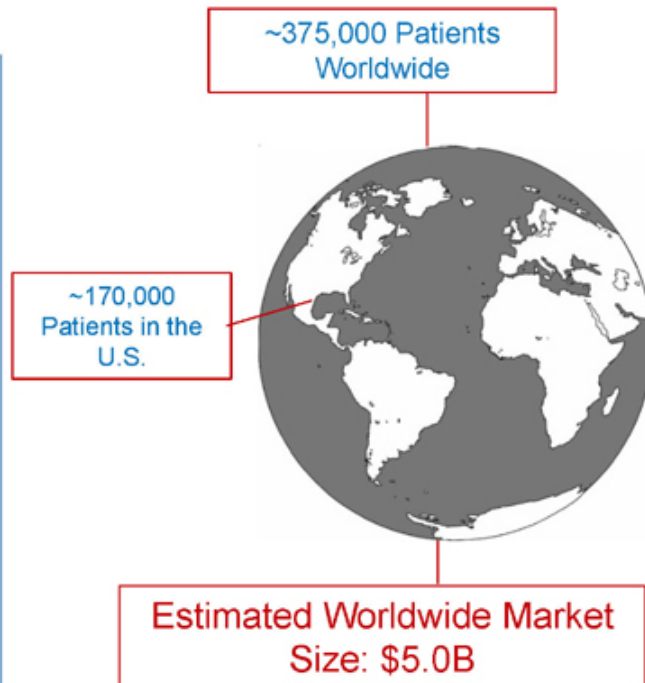 ~375,000 Patients
Worldwide
~170,000
Patients in the
U.S.
Estimated Worldwide Market
Size: $5.0B